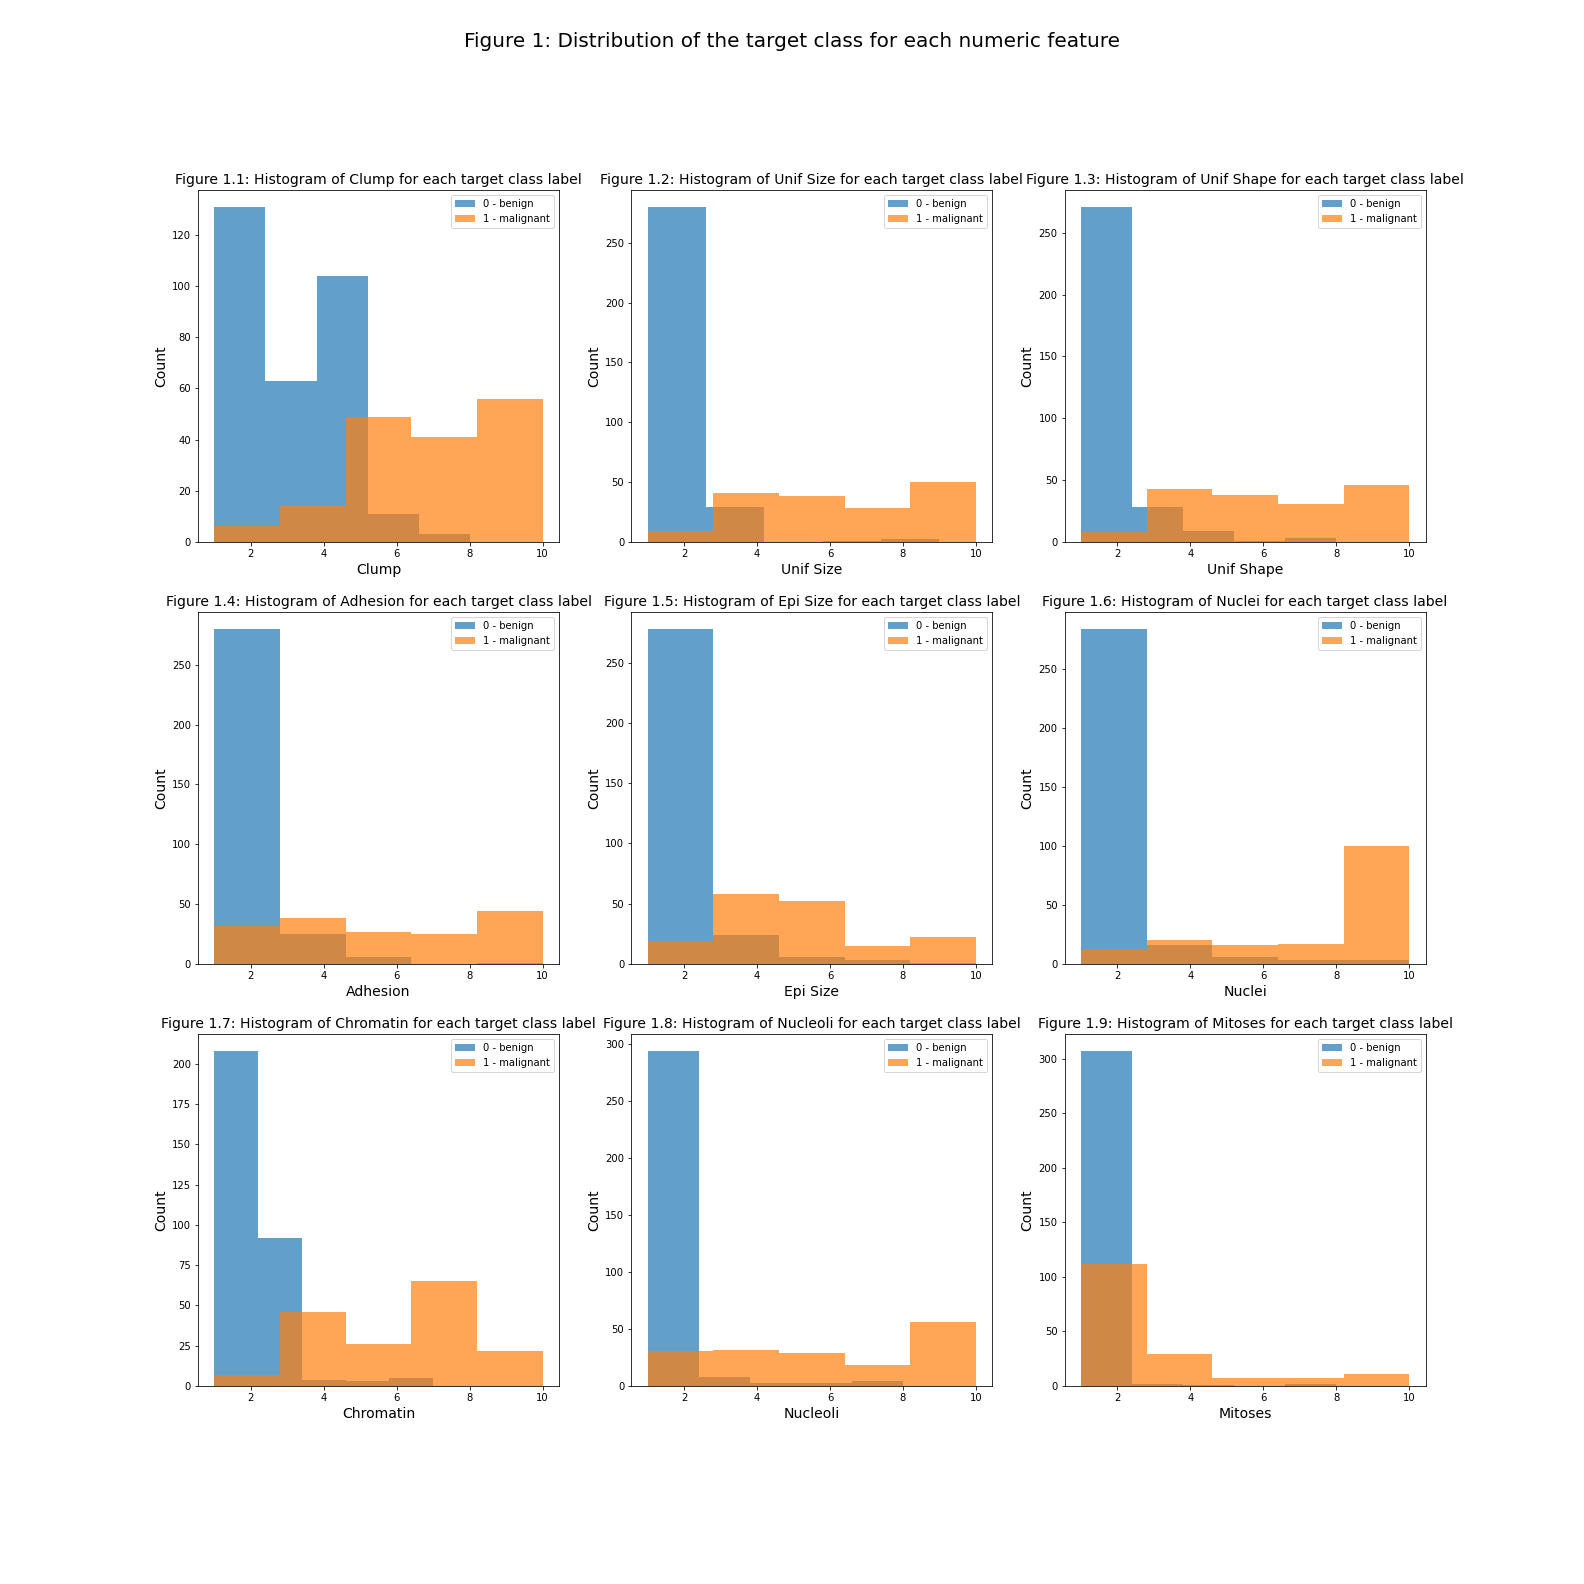 Figure 1: Distribution of the target class for each numeric feature
Figure 1.1: Histogram of Clump for each target class label
0 - benign
1 - malignant
120
100
80
60
40
20
0
Count
2 4 6 8 10
Clump
Figure 1.2: Histogram of Unif Size for each target class label
0 - benign
1 - malignant
250
200
150
100
50
0
Count
2 4 6 8 10
Unif Size
Figure 1.3: Histogram of Unif Shape for each target class label
0 - benign
1 - malignant
250
200
150
100
50
0
Count
2 4 6 8 10
Unif Shape
Figure 1.4: Histogram of Adhesion for each target class label
0 - benign
1 - malignant
250
200
150
100
50
0
Count
2 4 6 8 10
Adhesion
Figure 1.5: Histogram of Epi Size for each target class label
0 - benign
1 - malignant
250
200
150
100
50
0
Count
2 4 6 8 10
Epi Size
Figure 1.6: Histogram of Nuclei for each target class label
0 - benign
1 - malignant
250
200
150
100
50
0
Count
2 4 6 8 10
Nuclei
Figure 1.7: Histogram of Chromatin for each target class label
0 - benign
1 - malignant
200
175
150
125
100
75
50
25
0
Count
2 4 6 8 10
Chromatin
Figure 1.8: Histogram of Nucleoli for each target class label
0 - benign
1 - malignant
300
250
200
150
100
50
0
Count
2 4 6 8 10
Nucleoli
Figure 1.9: Histogram of Mitoses for each target class label
0 - benign
1 - malignant
300
250
200
150
100
50
0
Count
2 4 6 8 10
Mitoses